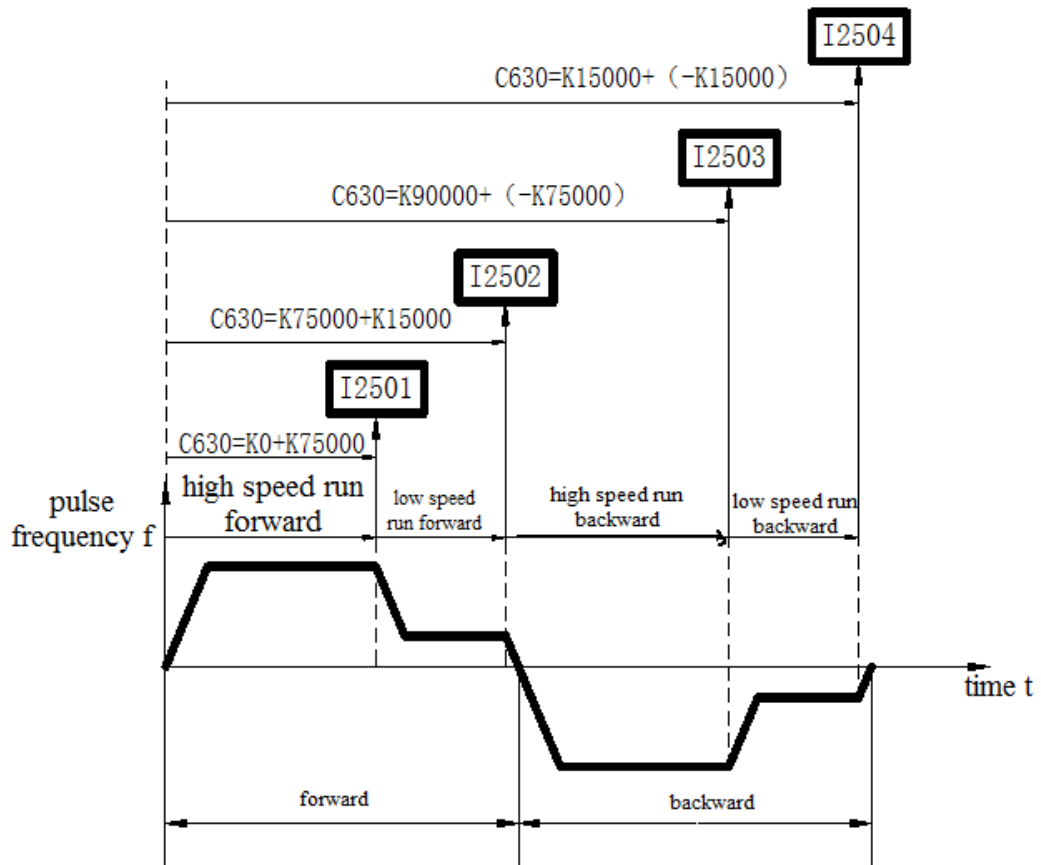 I2504
C630=K15000+（-K15000）
I2503
C630=K90000+（-K75000）
I2502
C630=K75000+K15000
I2501
C630=K0+K75000
pulse
frequency f
high speed run
forward
low speed
run forward
high speed run
backward
low speed run
backward
time t
forward
backward